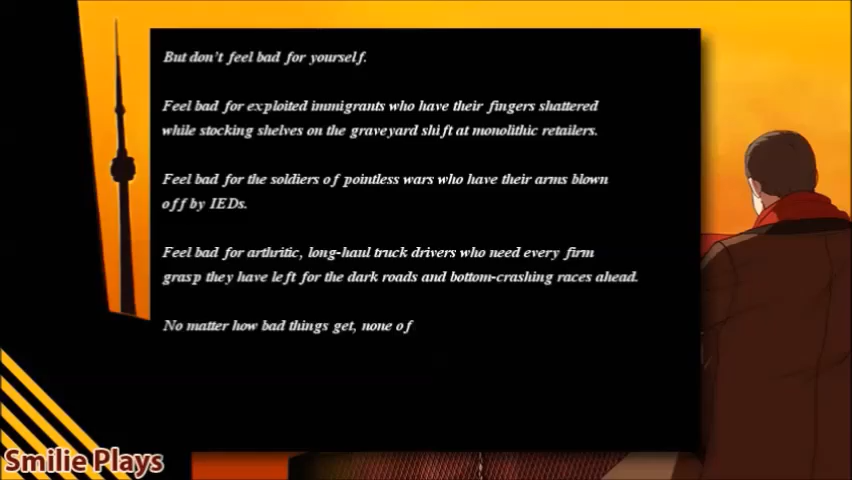 But don't feel bad for yourself.
Feel bad for exploited immigrants who have their fingers shattered
while stocking shelves on the graveyard shift at monolithic retailers.
Feel bad for the soldiers of pointless wars who have their arms blown
off by IEDs.
Feel bad for arthritic, long-haul truck drivers who need every firm
grasp they have left for the dark roads and bottom-crashing races ahead.
No matter how bad things get, none of
Smilie Plays